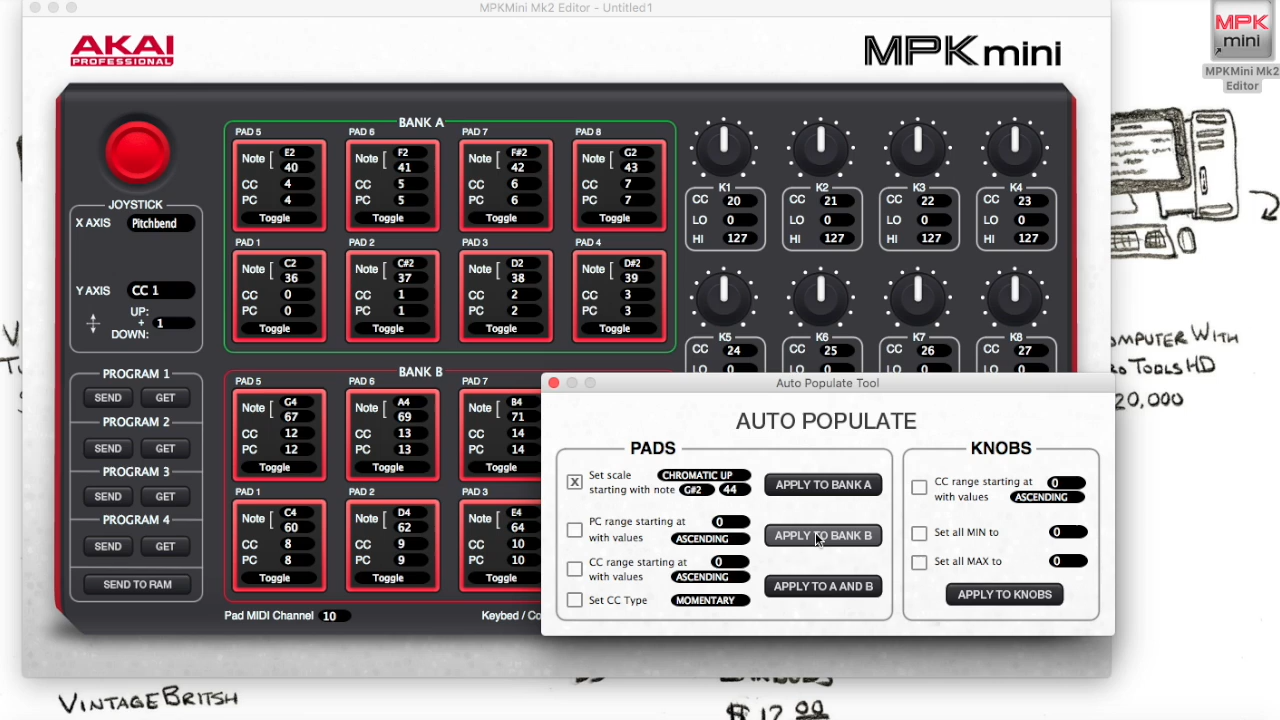 MPKMini Mk2 Editor - Untitled1
AKAI
PROFESSIONAL
MPK mini
MPK
mini
MPKMini Mk2
Editor
BANK A
PAD 5 PAD 6 PAD 7 PAD 8
Note [ E2 40 Note [ F2 41 Note [ F#2 42 Note [ G2 43
CC 4 CC 5 CC 6 CC 7
PC 4 PC 5 PC 6 PC 7
Toggle Toggle Toggle Toggle
PAD 1 PAD 2 PAD 3 PAD 4
Note [ C2 36 Note [ C#2 37 Note [ D2 38 Note [ D#2 39
CC 0 CC 1 CC 2 CC 3
PC 0 PC 1 PC 2 PC 3
Toggle Toggle Toggle Toggle
K1 K2 K3 K4
CC 20 CC 21 CC 22 CC 23
LO 0 LO 0 LO 0 LO 0
HI 127 HI 127 HI 127 HI 127
K5 K6 K7 K8
CC 24 CC 25 CC 26 CC 27
JOYSTICK
X AXIS Pitchbend
Y AXIS CC 1
UP:
+ 1
DOWN:
PROGRAM 1
SEND GET
PROGRAM 2
SEND GET
PROGRAM 3
SEND GET
PROGRAM 4
SEND GET
SEND TO RAM
BANK B
PAD 5 PAD 6 PAD 7
Note [ G4 67 Note [ A4 69 Note [ B4 71
CC 12 CC 13 CC 14
PC 12 PC 13 PC 14
Toggle Toggle Toggle
PAD 1 PAD 2 PAD 3
Note [ C4 60 Note [ D4 62 Note [ E4 64
CC 8 CC 9 CC 10
PC 8 PC 9 PC 10
Toggle Toggle Toggle
Pad MIDI Channel 10
Keybed / Co
Auto Populate Tool
AUTO POPULATE
PADS
X Set scale CHROMATIC UP
starting with note G#2 44
APPLY TO BANK A
PC range starting at 0
with values ASCENDING
APPLY TO BANK B
CC range starting at 0
with values ASCENDING
APPLY TO A AND B
Set CC Type MOMENTARY
KNOBS
CC range starting at 0
with values ASCENDING
Set all MIN to 0
Set all MAX to 0
APPLY TO KNOBS
OMPUTER WITH
RO TOOLS HD
20,000
VINTAGE BRITSH
$12.00